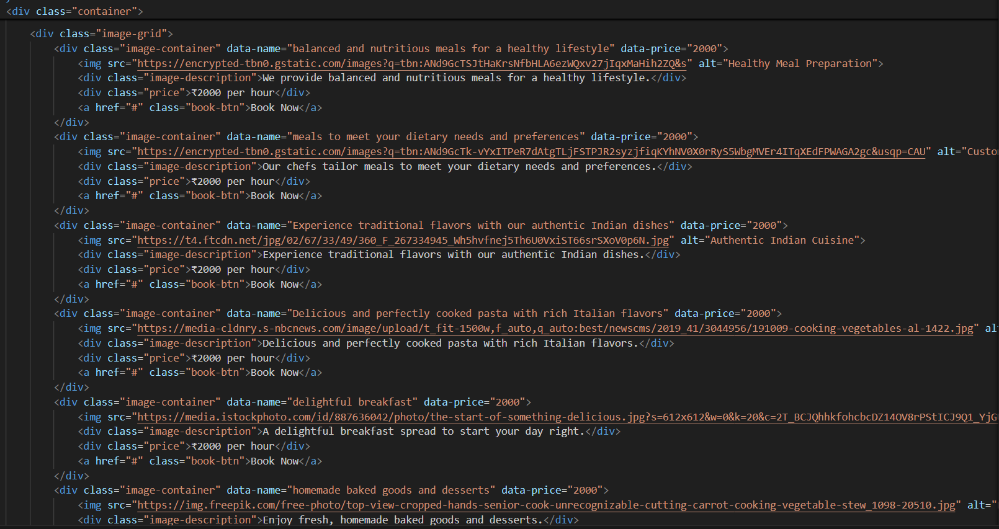 <div class="container">
<div class="image-grid">
<div class="image-container" data-name="balanced and nutritious meals for a healthy lifestyle" data-price="2000">
<img src="https://encrypted-tbn0.gstatic.com/images?q=tbn:ANd9GcTSJtHaKrsNfbHLA6ezWQxv27jIqxMaHih2ZQ&s" alt="Healthy Meal Preparation">
<div class="image-description">We provide balanced and nutritious meals for a healthy lifestyle.</div>
<div class="price">₹2000 per hour</div>
<a href="#" class="book-btn">Book Now</a>
</div>
<div class="image-container" data-name="meals to meet your dietary needs and preferences" data-price="2000">
<img src="https://encrypted-tbn0.gstatic.com/images?q=tbn:ANd9GcTk-vYxITPeR7dAtgTLjFSTPJR2syzjfiqKYhNV0X0rRyS5WbgMVEr4ITqXEdFPWAGA2gc&usqp=CAU" alt="Custo
<div class="image-description">Our chefs tailor meals to meet your dietary needs and preferences.</div>
<div class="price">₹2000 per hour</div>
<a href="#" class="book-btn">Book Now</a>
</div>
<div class="image-container" data-name="Experience traditional flavors with our authentic Indian dishes" data-price="2000">
<img src="https://t4.ftcdn.net/jpg/02/67/33/49/360_F_267334945_Wh5hvfnej5Th6U0VxiST66srSXoV0p6N.jpg" alt="Authentic Indian Cuisine">
<div class="image-description">Experience traditional flavors with our authentic Indian dishes.</div>
<div class="price">₹2000 per hour</div>
<a href="#" class="book-btn">Book Now</a>
</div>
<div class="image-container" data-name="Delicious and perfectly cooked pasta with rich Italian flavors" data-price="2000">
<img src="https://media-cldnry.s-nbcnews.com/image/upload/t_fit-1500w,f_auto,q_auto:best/newscms/2019_41/3044956/191009-cooking-vegetables-al-1422.jpg" al
<div class="image-description">Delicious and perfectly cooked pasta with rich Italian flavors.</div>
<div class="price">₹2000 per hour</div>
<a href="#" class="book-btn">Book Now</a>
</div>
<div class="image-container" data-name="delightful breakfast" data-price="2000">
<img src="https://media.istockphoto.com/id/887636042/photo/the-start-of-something-delicious.jpg?s=612x612&w=0&k=20&c=2T_BCJQhhkfohcbcDZ14OV8rPStICJ9Q1_YjG
<div class="image-description">A delightful breakfast spread to start your day right.</div>
<div class="price">₹2000 per hour</div>
<a href="#" class="book-btn">Book Now</a>
</div>
<div class="image-container" data-name="homemade baked goods and desserts" data-price="2000">
<img src="https://img.freepik.com/free-photo/top-view-cropped-hands-senior-cook-unrecognizable-cutting-carrot-cooking-vegetable-stew_1098-20510.jpg" alt="
<div class="image-description">Enjoy fresh, homemade baked goods and desserts.</div>